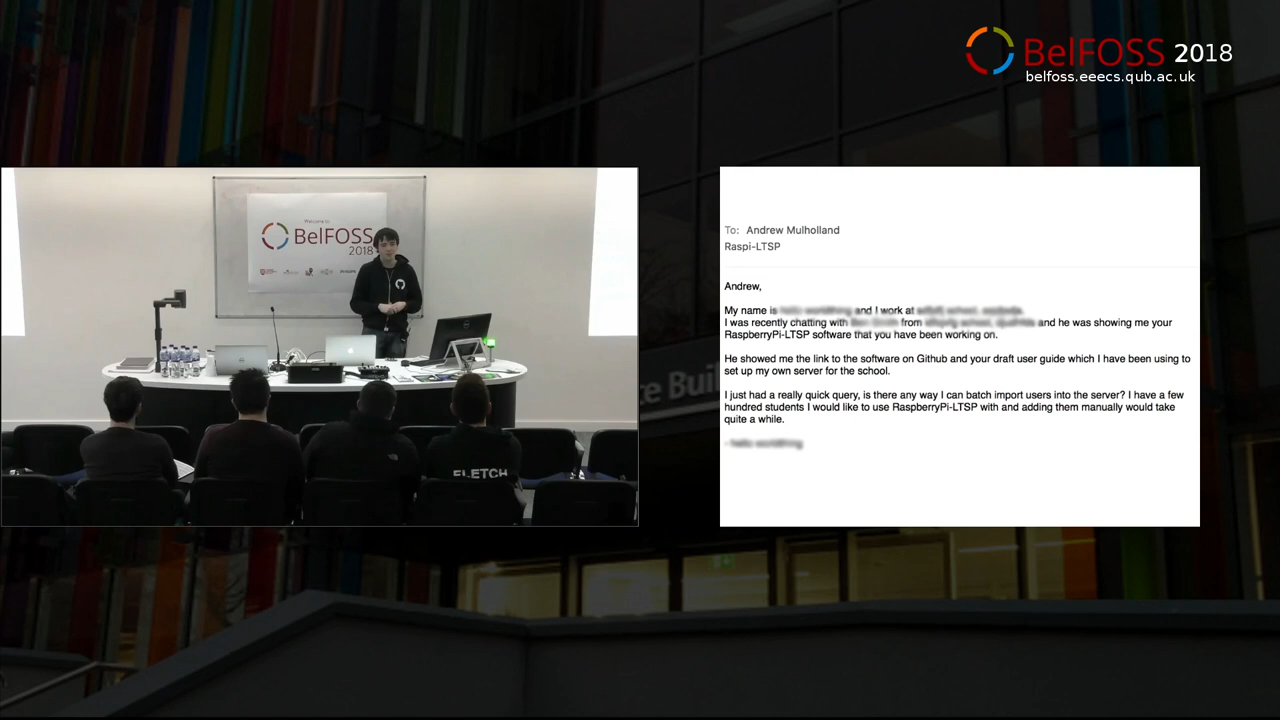 BelFOSS 2018
belfoss.eeecs.qub.ac.uk
Welcome to
BelFOSS
2018
ELETCH
To: Andrew Mulholland
Raspi-LTSP
Andrew,
My name is and I work at
I was recently chatting with from and he was showing me your
RaspberryPi-LTSP software that you have been working on.
He showed me the link to the software on Github and your draft user guide which I have been using to
set up my own server for the school.
I just had a really quick query, is there any way I can batch import users into the server? I have a few
hundred students I would like to use RaspberryPi-LTSP with and adding them manually would take
quite a while.